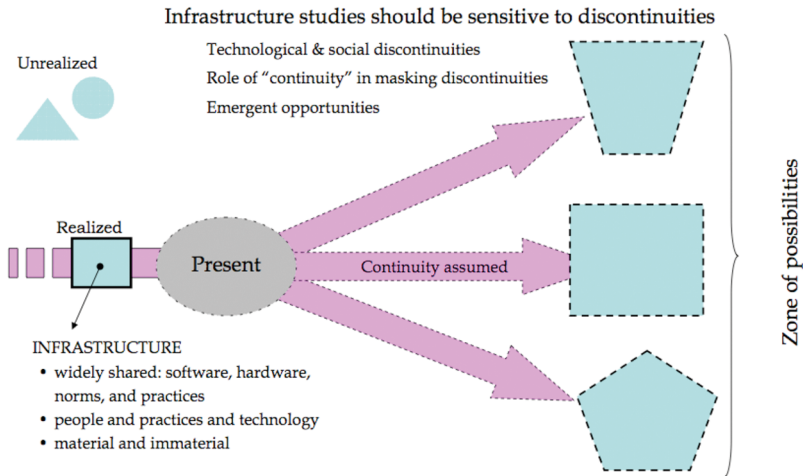 Infrastructure studies should be sensitive to discontinuities
Technological & social discontinuities
Role of “continuity” in masking discontinuities
Emergent opportunities
Unrealized
Realized
Present
Continuity assumed
Zone of possibilities
INFRASTRUCTURE
• widely shared: software, hardware,
norms, and practices
• people and practices and technology
• material and immaterial